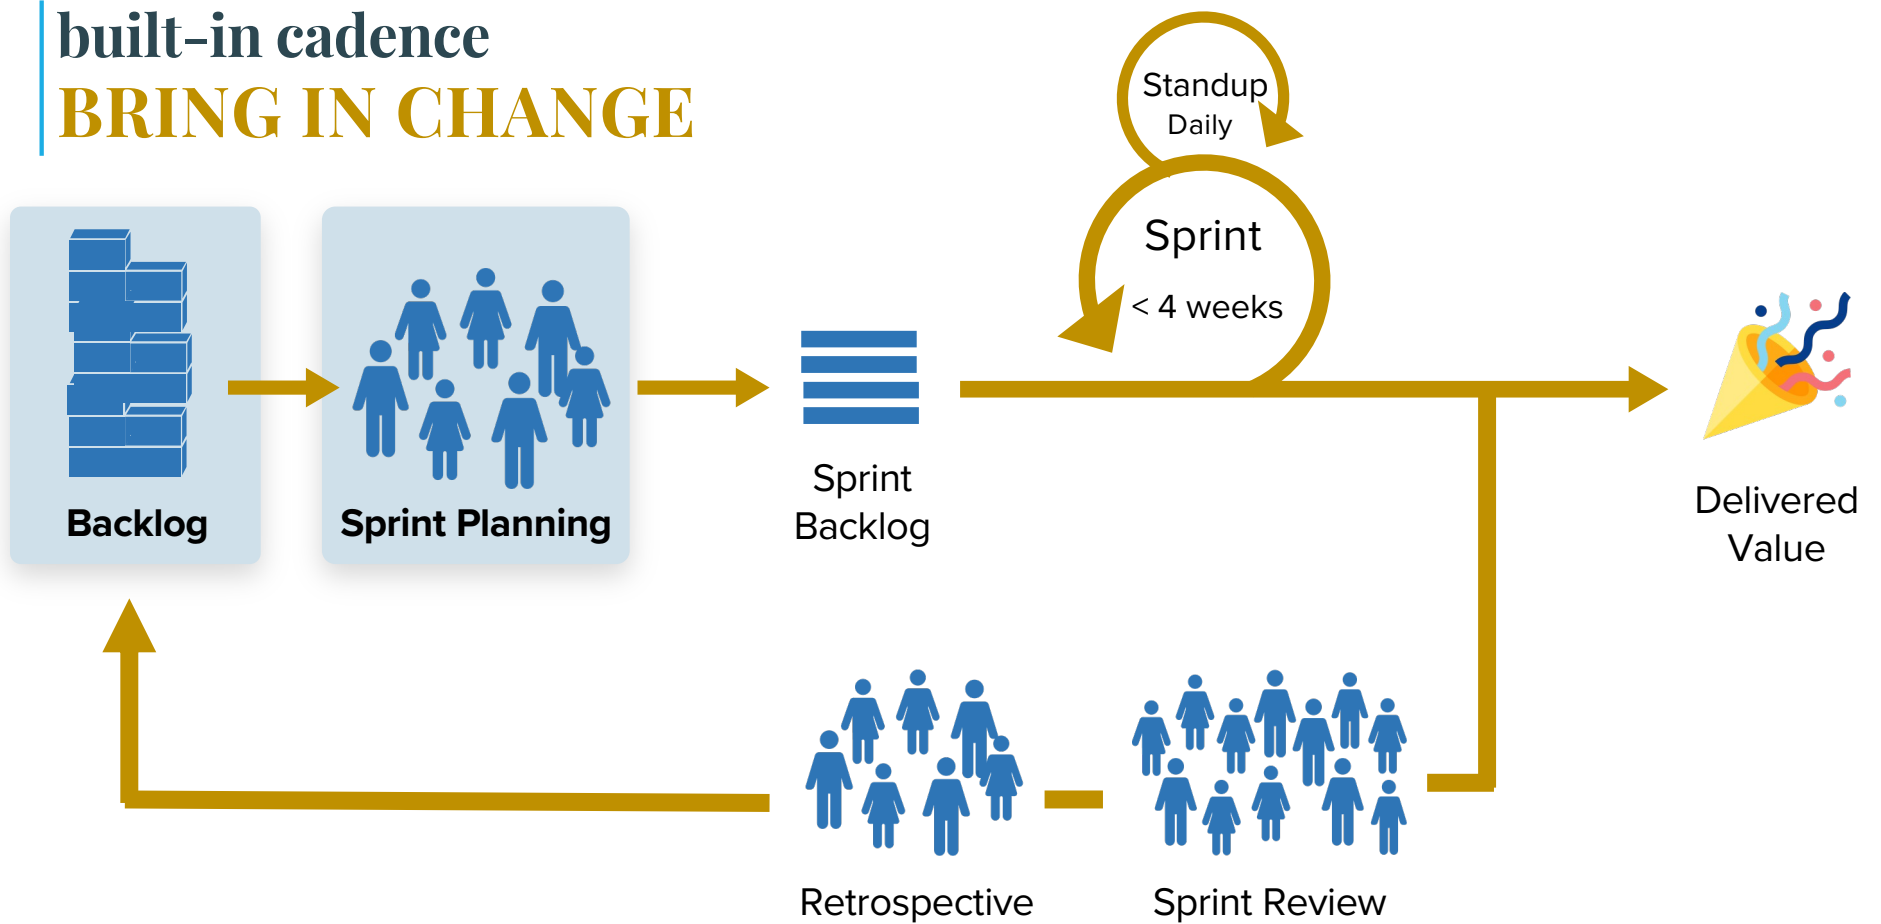 built-in cadence
BRING IN CHANGE
Standup
Daily
Sprint
< 4 weeks
Backlog
Sprint Planning
Sprint
Backlog
Delivered
Value
Retrospective
Sprint Review